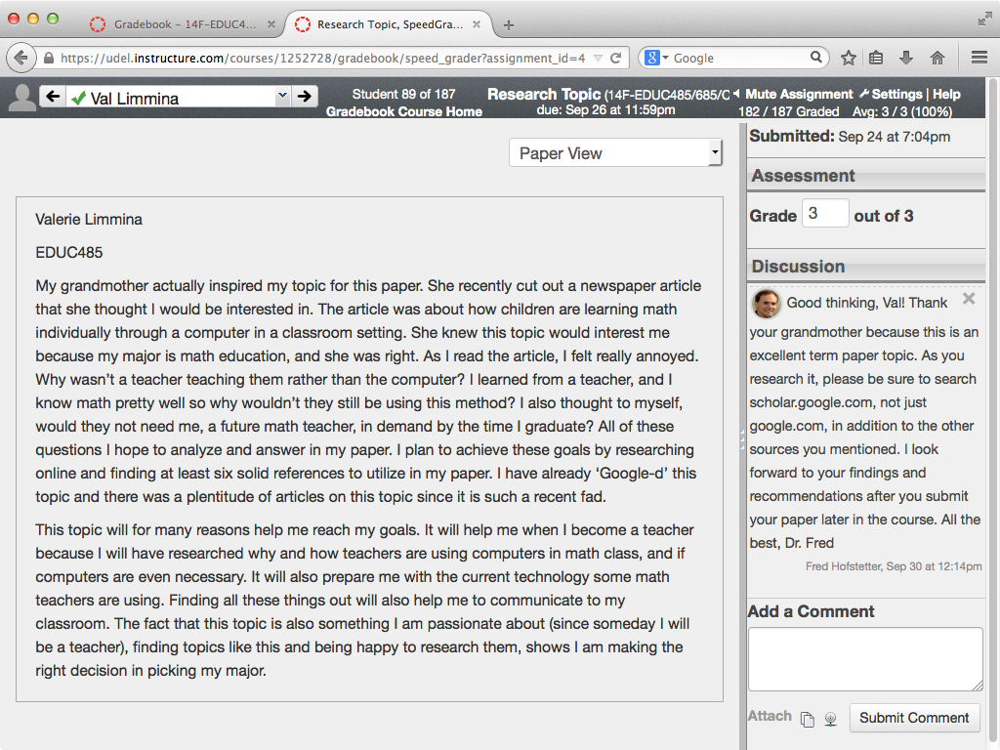 Gradebook – 14F-EDUC4...
Research Topic, SpeedGra...
https://udel.instructure.com/courses/1252728/gradebook/speed_grader?assignment_id=4
Google
Val Limmina
Student 89 of 187
Gradebook Course Home
Research Topic (14F-EDUC485/685/C
due: Sep 26 at 11:59pm
Mute Assignment Settings | Help
182 / 187 Graded Avg: 3 / 3 (100%)
Paper View
Valerie Limmina
EDUC485
My grandmother actually inspired my topic for this paper. She recently cut out a newspaper article
that she thought I would be interested in. The article was about how children are learning math
individually through a computer in a classroom setting. She knew this topic would interest me
because my major is math education, and she was right. As I read the article, I felt really annoyed.
Why wasn't a teacher teaching them rather than the computer? I learned from a teacher, and I
know math pretty well so why wouldn't they still be using this method? I also thought to myself,
would they not need me, a future math teacher, in demand by the time I graduate? All of these
questions I hope to analyze and answer in my paper. I plan to achieve these goals by researching
online and finding at least six solid references to utilize in my paper. I have already ‘Google-d’ this
topic and there was a plentitude of articles on this topic since it is such a recent fad.
This topic will for many reasons help me reach my goals. It will help me when I become a teacher
because I will have researched why and how teachers are using computers in math class, and if
computers are even necessary. It will also prepare me with the current technology some math
teachers are using. Finding all these things out will also help me to communicate to my
classroom. The fact that this topic is also something I am passionate about (since someday I will
be a teacher), finding topics like this and being happy to research them, shows I am making the
right decision in picking my major.
Submitted: Sep 24 at 7:04pm
Assessment
Grade 3 out of 3
Discussion
Good thinking, Val! Thank
your grandmother because this is an
excellent term paper topic. As you
research it, please be sure to search
scholar.google.com, not just
google.com, in addition to the other
sources you mentioned. I look
forward to your findings and
recommendations after you submit
your paper later in the course. All the
best, Dr. Fred
Fred Hofstetter, Sep 30 at 12:14pm
Add a Comment
Attach
Submit Comment